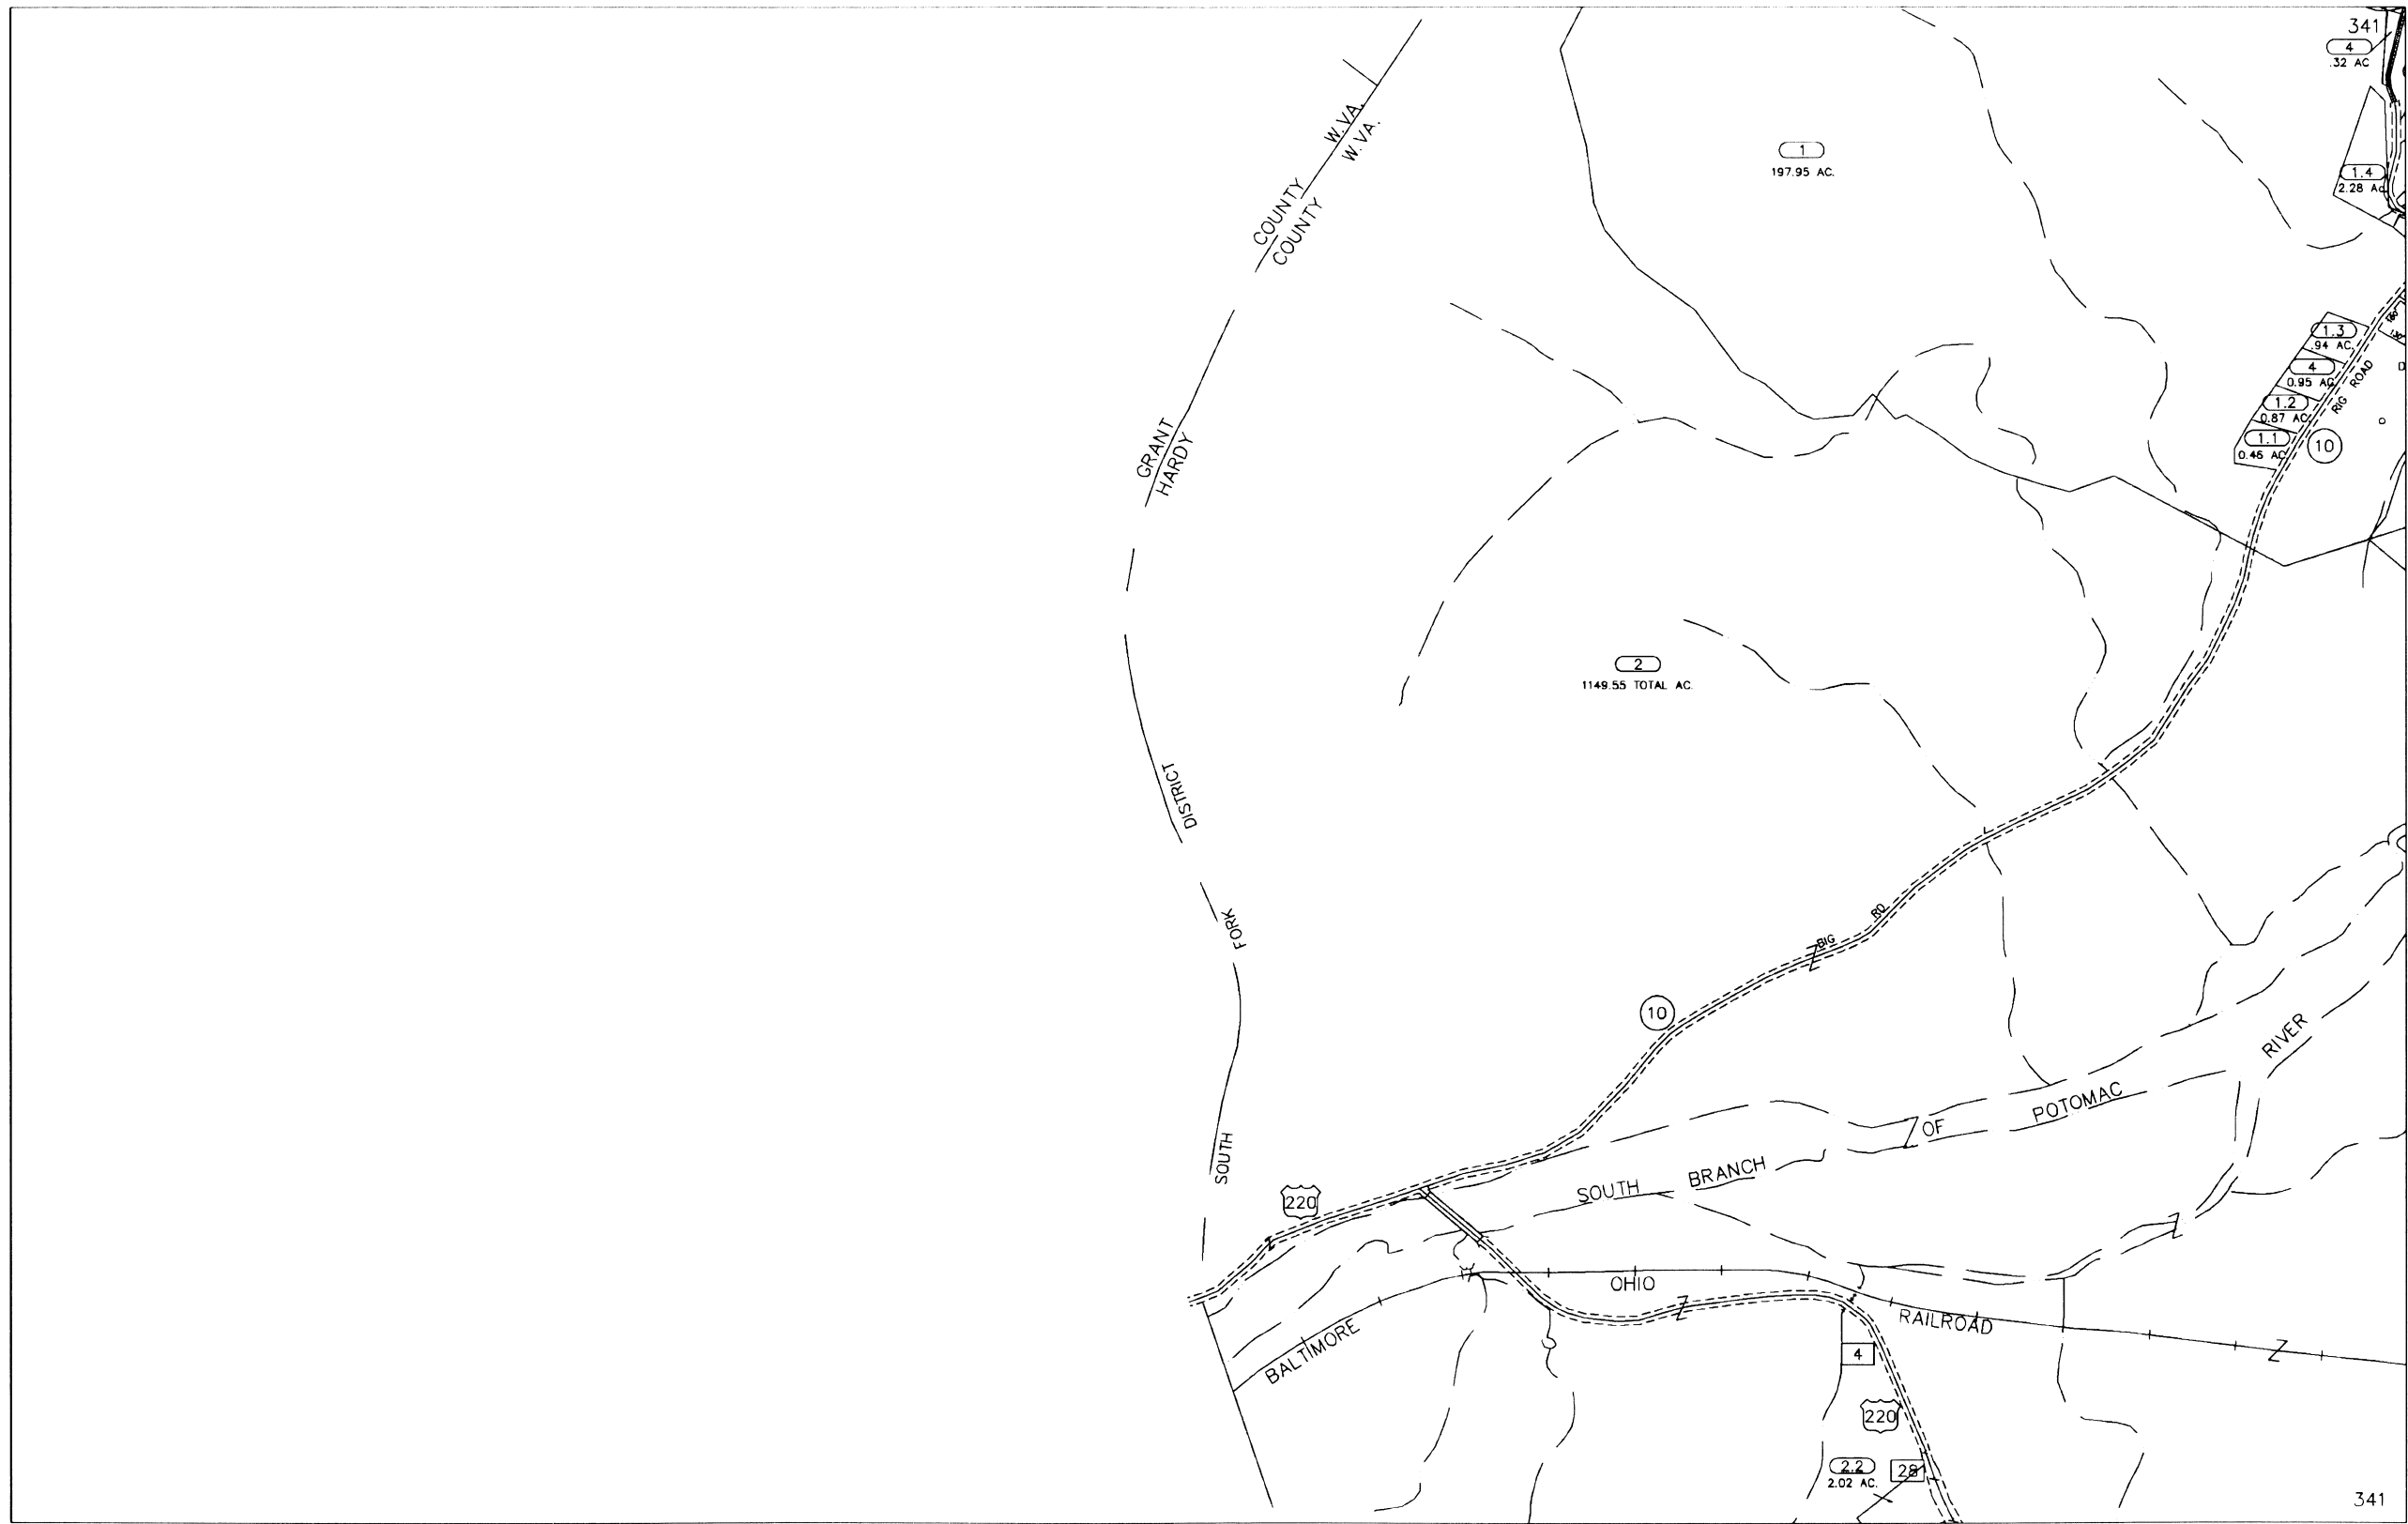 341
4
.32 AC
W.VA.
W.VA.
1
197.95 AC.
1.4
2.28 AC
COUNTY
COUNTY
1.3
.94 AC.
4
0.95 AC
1.2
0.87 AC
1.1
0.46 AC
RIG ROAD
10
GRANT
HARDY
2
1149.55 TOTAL AC.
DISTRICT
FORK
SOUTH
BIG RD
10
SOUTH BRANCH OF POTOMAC RIVER
220
BALTIMORE OHIO RAILROAD
4
220
2.2
2.02 AC.
28
341